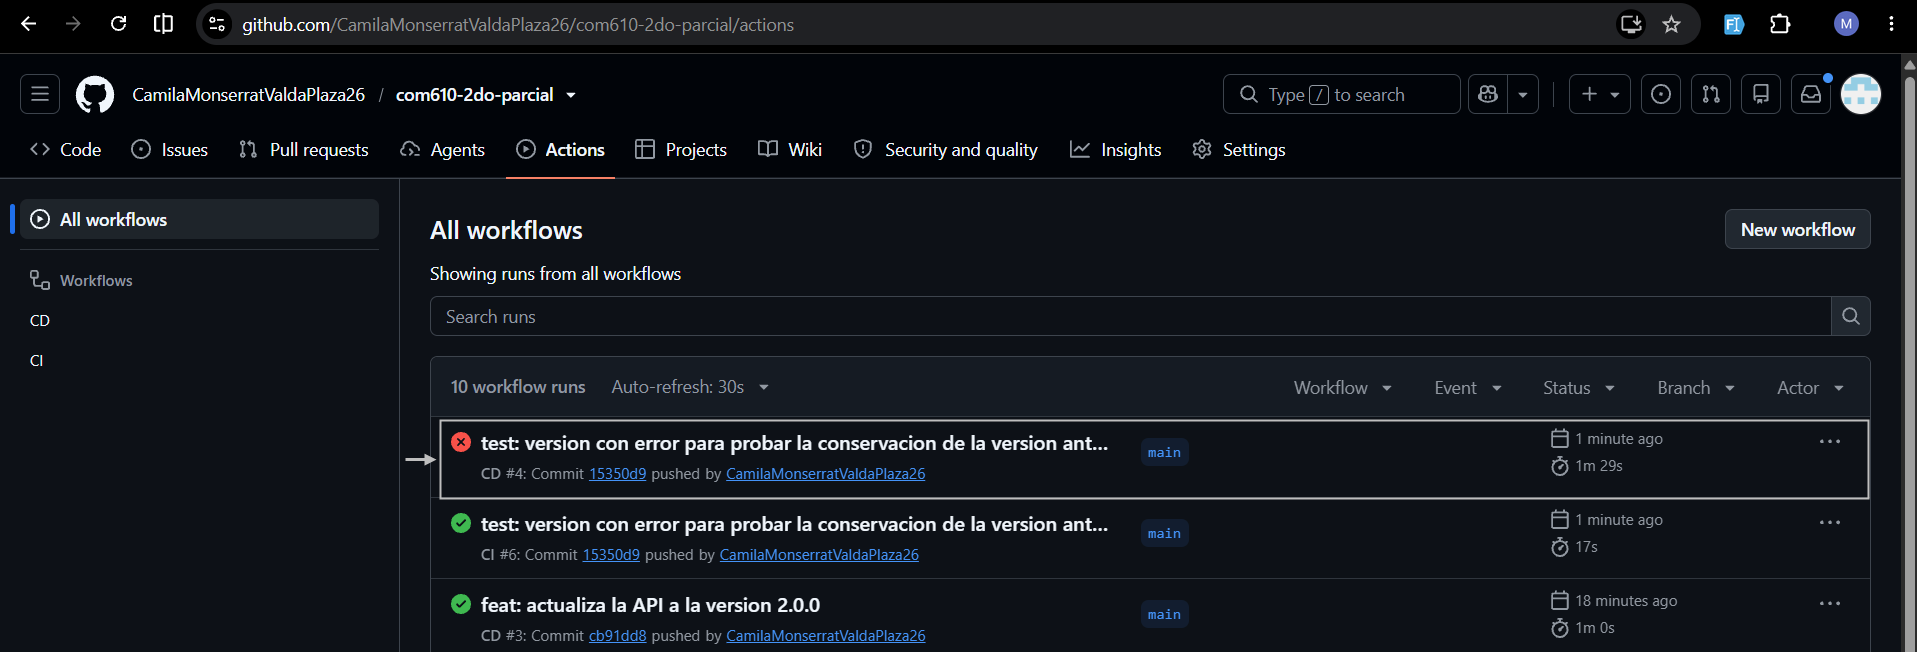 github.com/CamilaMonserratValdaPlaza26/com610-2do-parcial/actions
M
CamilaMonserratValdaPlaza26 / com610-2do-parcial
Type / to search
Code Issues Pull requests Agents Actions Projects Wiki Security and quality Insights Settings
All workflows
Workflows
CD
CI
All workflows
New workflow
Showing runs from all workflows
Search runs
10 workflow runs Auto-refresh: 30s Workflow Event Status Branch Actor
test: version con error para probar la conservacion de la version ant... main 1 minute ago
CD #4: Commit 15350d9 pushed by CamilaMonserratValdaPlaza26 1m 29s
test: version con error para probar la conservacion de la version ant... main 1 minute ago
CI #6: Commit 15350d9 pushed by CamilaMonserratValdaPlaza26 17s
feat: actualiza la API a la version 2.0.0 main 18 minutes ago
CD #3: Commit cb91dd8 pushed by CamilaMonserratValdaPlaza26 1m 0s